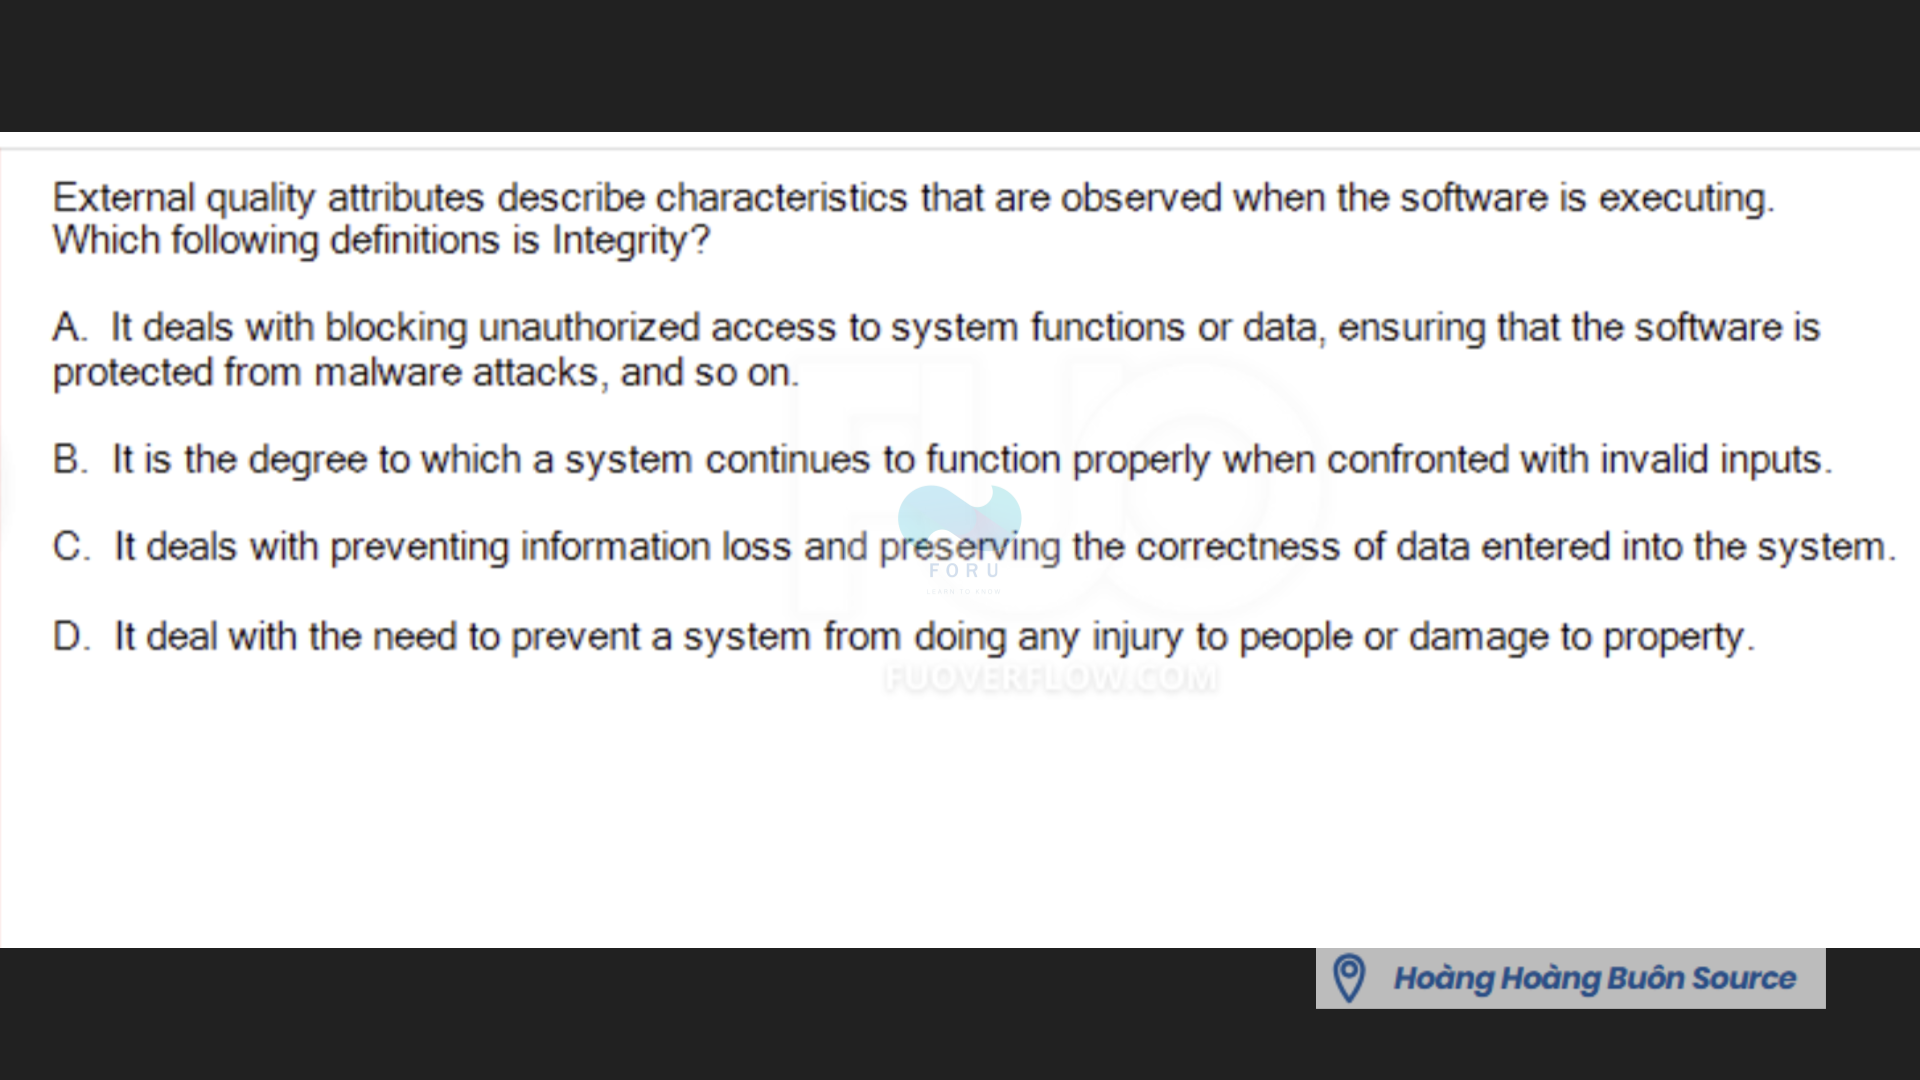 External quality attributes describe characteristics that are observed when the software is executing.
Which following definitions is Integrity?
A. It deals with blocking unauthorized access to system functions or data, ensuring that the software is
protected from malware attacks, and so on.
B. It is the degree to which a system continues to function properly when confronted with invalid inputs.
C. It deals with preventing information loss and preserving the correctness of data entered into the system.
FUO
FORU
LEARN TO KNOW
D. It deal with the need to prevent a system from doing any injury to people or damage to property.
FUOVERFLOW.COM
Hoàng Hoàng Buôn Source